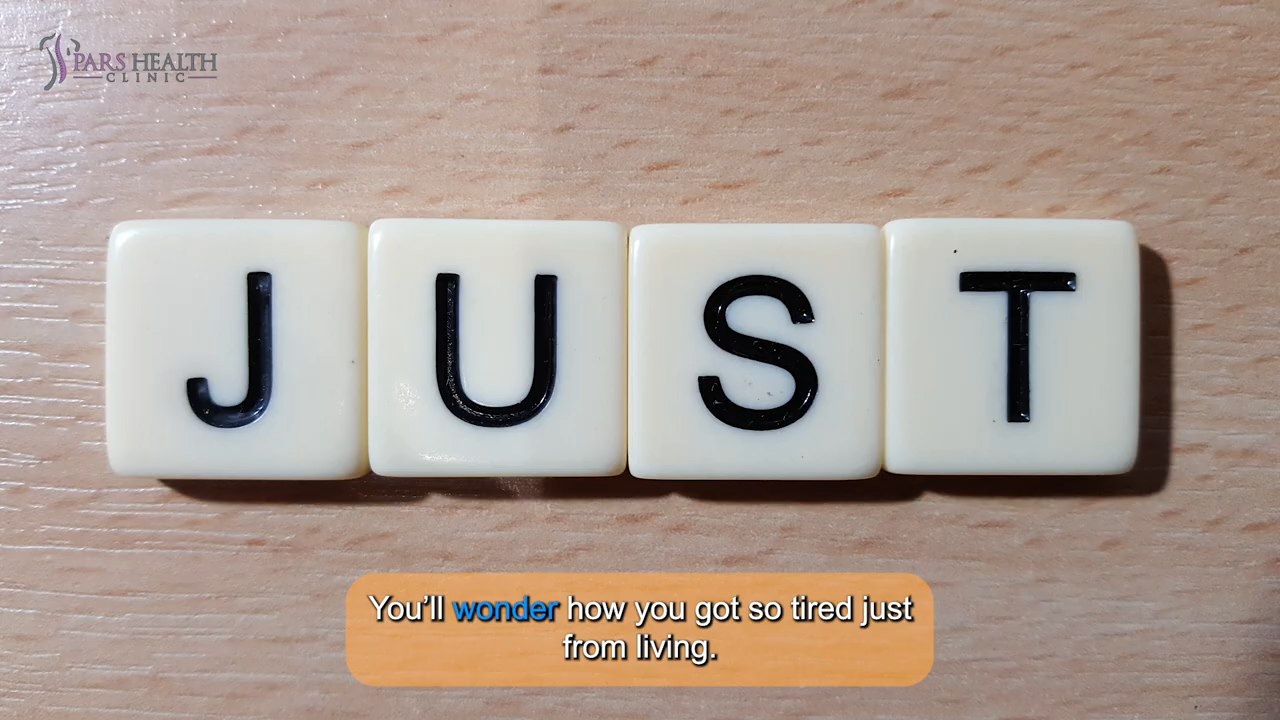 PARS HEALTH
CLINIC
JUST
You’ll wonder how you got so tired just
from living.